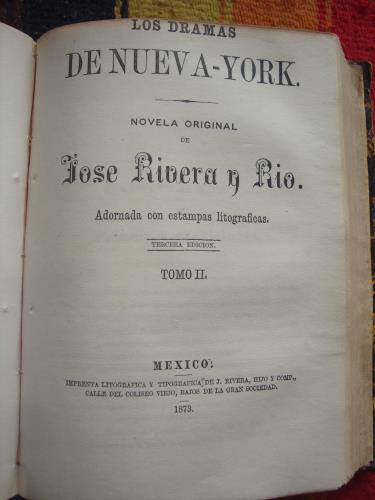 LOS DRAMAS
DE NUEVA-YORK.
NOVELA ORIGINAL
DE
Jose Rivera y Rio.
Adornada con estampas litograficas.
TERCERA EDICION.
TOMO II.
MEXICO:
IMPRENTA LITOGRAFICA Y TIPOGRAFICA DE J. RIVERA, HIJO Y COMP.,
CALLE DEL COLISEO VIEJO, BAJOS DE LA GRAN SOCIEDAD.
1873.